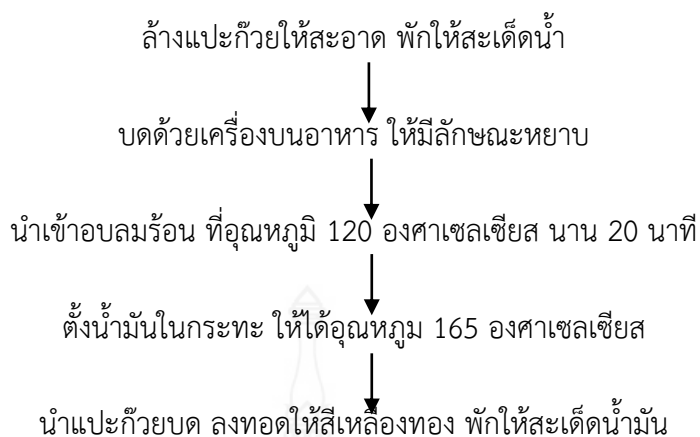 ล้างแปะก๊วยให้สะอาด พักให้สะเด็ดน้ำ
บดด้วยเครื่องบนอาหาร ให้มีลักษณะหยาบ
นำเข้าอบลมร้อน ที่อุณหภูมิ 120 องศาเซลเซียส นาน 20 นาที
ตั้งน้ำมันในกระทะ ให้ได้อุณหภูม 165 องศาเซลเซียส
นำแปะก๊วยบด ลงทอดให้สีเหลืองทอง พักให้สะเด็ดน้ำมัน